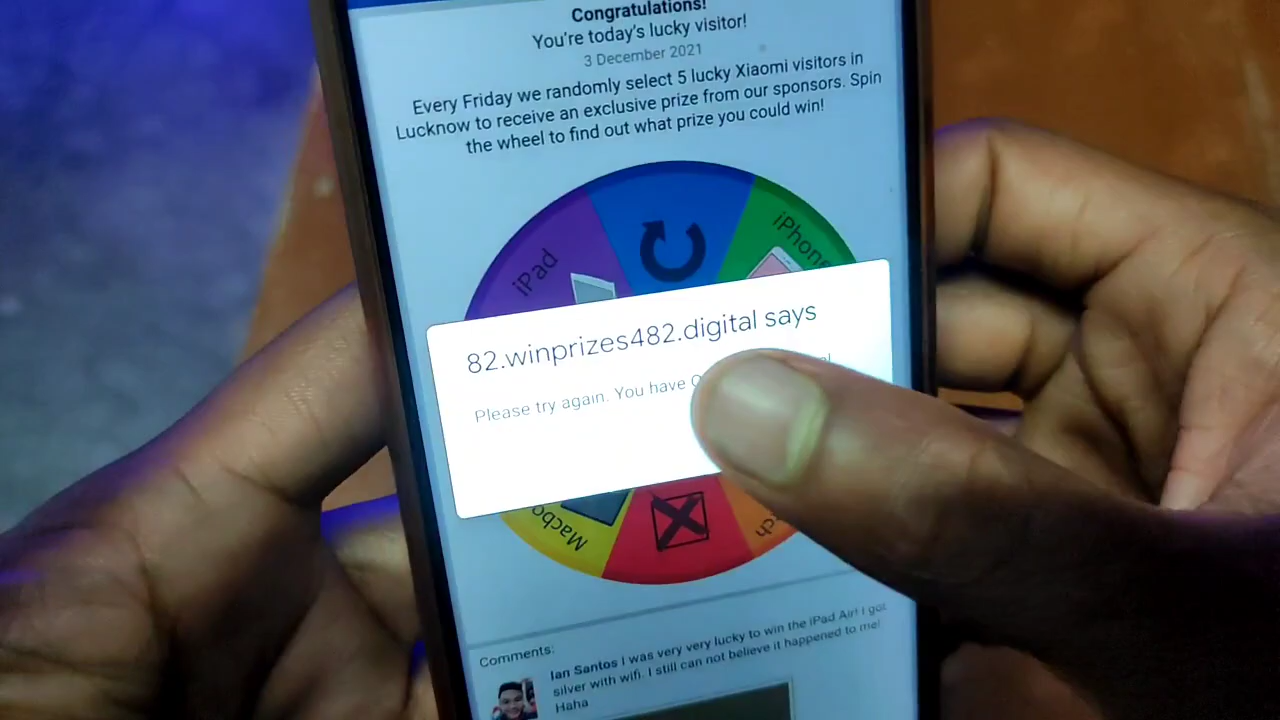 Congratulations!
You're today's lucky visitor!
3 December 2021
Every Friday we randomly select 5 lucky Xiaomi visitors in
Lucknow to receive an exclusive prize from our sponsors. Spin
the wheel to find out what prize you could win!
iPad
iPhone
82.winprizes482.digital says
Please try again. You have
Macbo
Comments:
Ian Santos I was very very lucky to win the iPad Air! I got
silver with wifi. I still can not believe it happened to me!
Haha